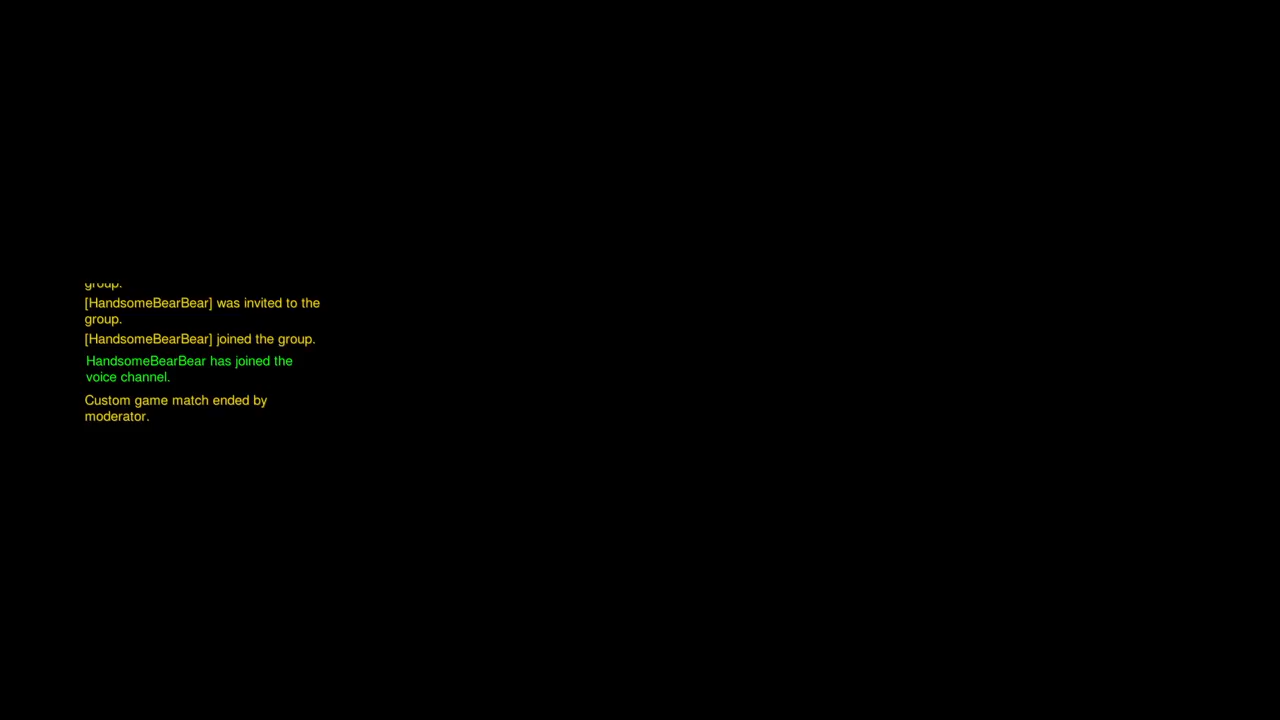 group.
[HandsomeBearBear] was invited to the
group.
[HandsomeBearBear] joined the group.
HandsomeBearBear has joined the
voice channel.
Custom game match ended by
moderator.